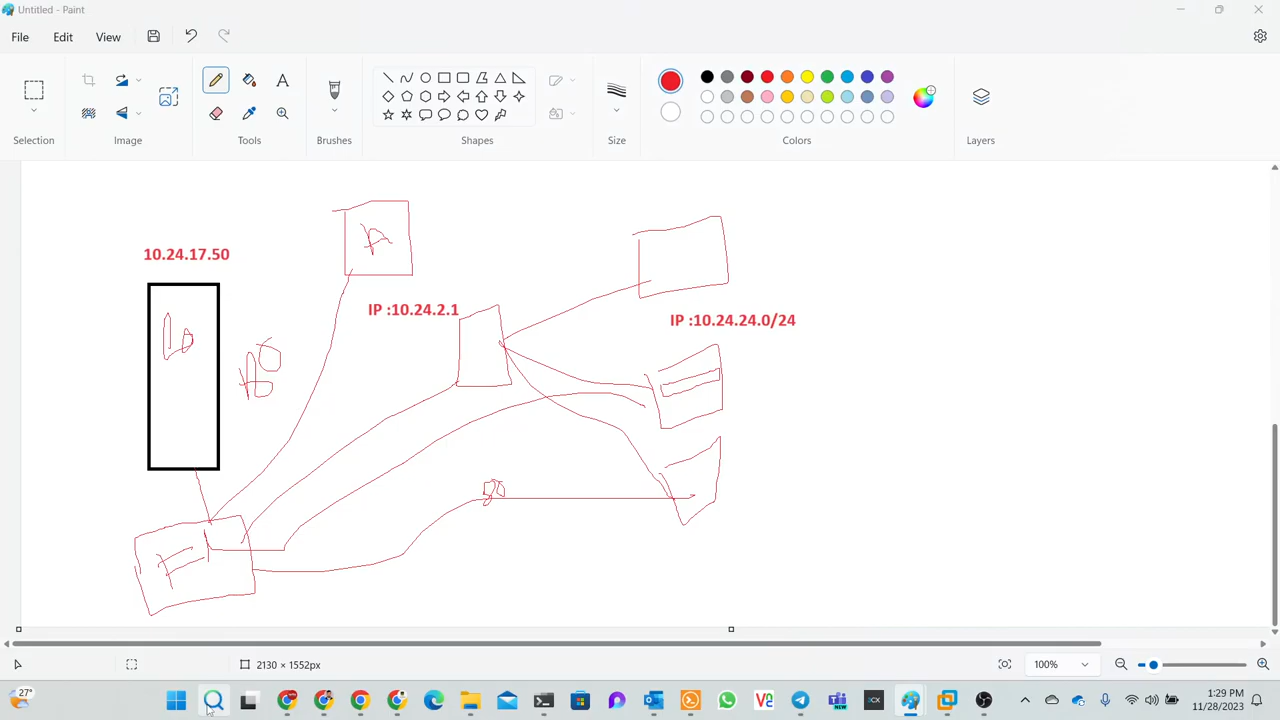 Untitled - Paint
File
Edit
View
Selection
Image
Tools
Brushes
Shapes
Size
Colors
Layers
A
10.24.17.50
IP :10.24.2.1
IP :10.24.24.0/24
F
2130 × 1552px
100%
27°
NEW
1:29 PM
11/28/2023